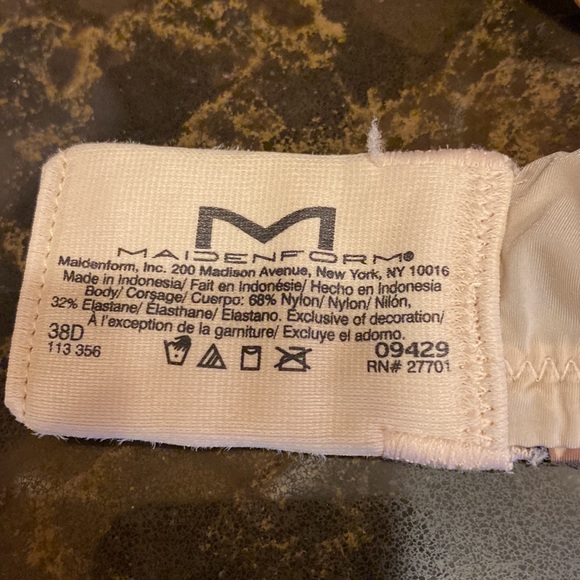 M
MAIDENFORM®
Maidenform, Inc. 200 Madison Avenue, New York, NY 10016
Made in Indonesia/ Fait en Indonésie/ Hecho en Indonesia
Body/ Corsage/ Cuerpo: 68% Nylon/ Nylon/ Nilón,
32% Elastane/ Élasthane/ Elastano. Exclusive of decoration/
À l'exception de la garniture/ Excluye el adorno.
38D
113 356
09429
RN# 27701